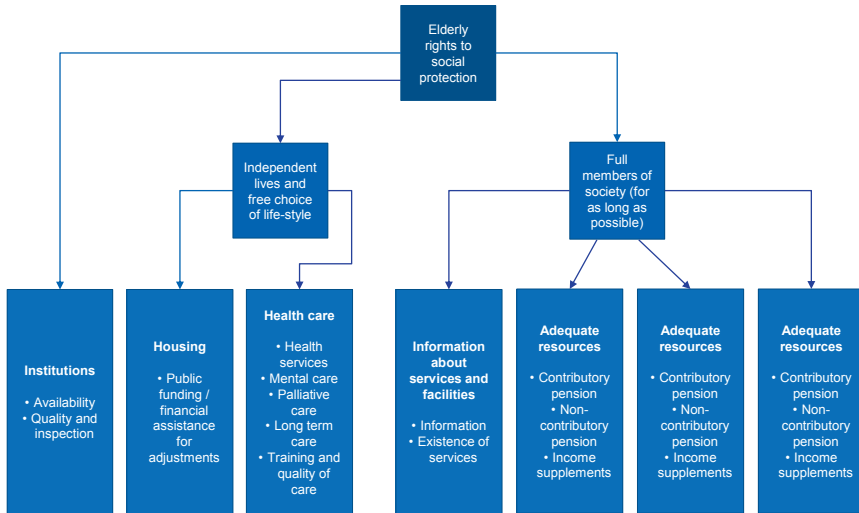 Elderly
rights to
social
protection
Independent
lives and
free choice
of life-style
Full
members of
society (for
as long as
possible)
Institutions
• Availability
• Quality and
inspection
Housing
• Public
funding /
financial
assistance
for
adjustments
Health care
• Health
services
• Mental care
• Palliative
care
• Long term
care
• Training and
quality of
care
Information
about
services and
facilities
• Information
• Existence of
services
Adequate
resources
• Contributory
pension
• Non-
contributory
pension
• Income
supplements
Adequate
resources
• Contributory
pension
• Non-
contributory
pension
• Income
supplements
Adequate
resources
• Contributory
pension
• Non-
contributory
pension
• Income
supplements